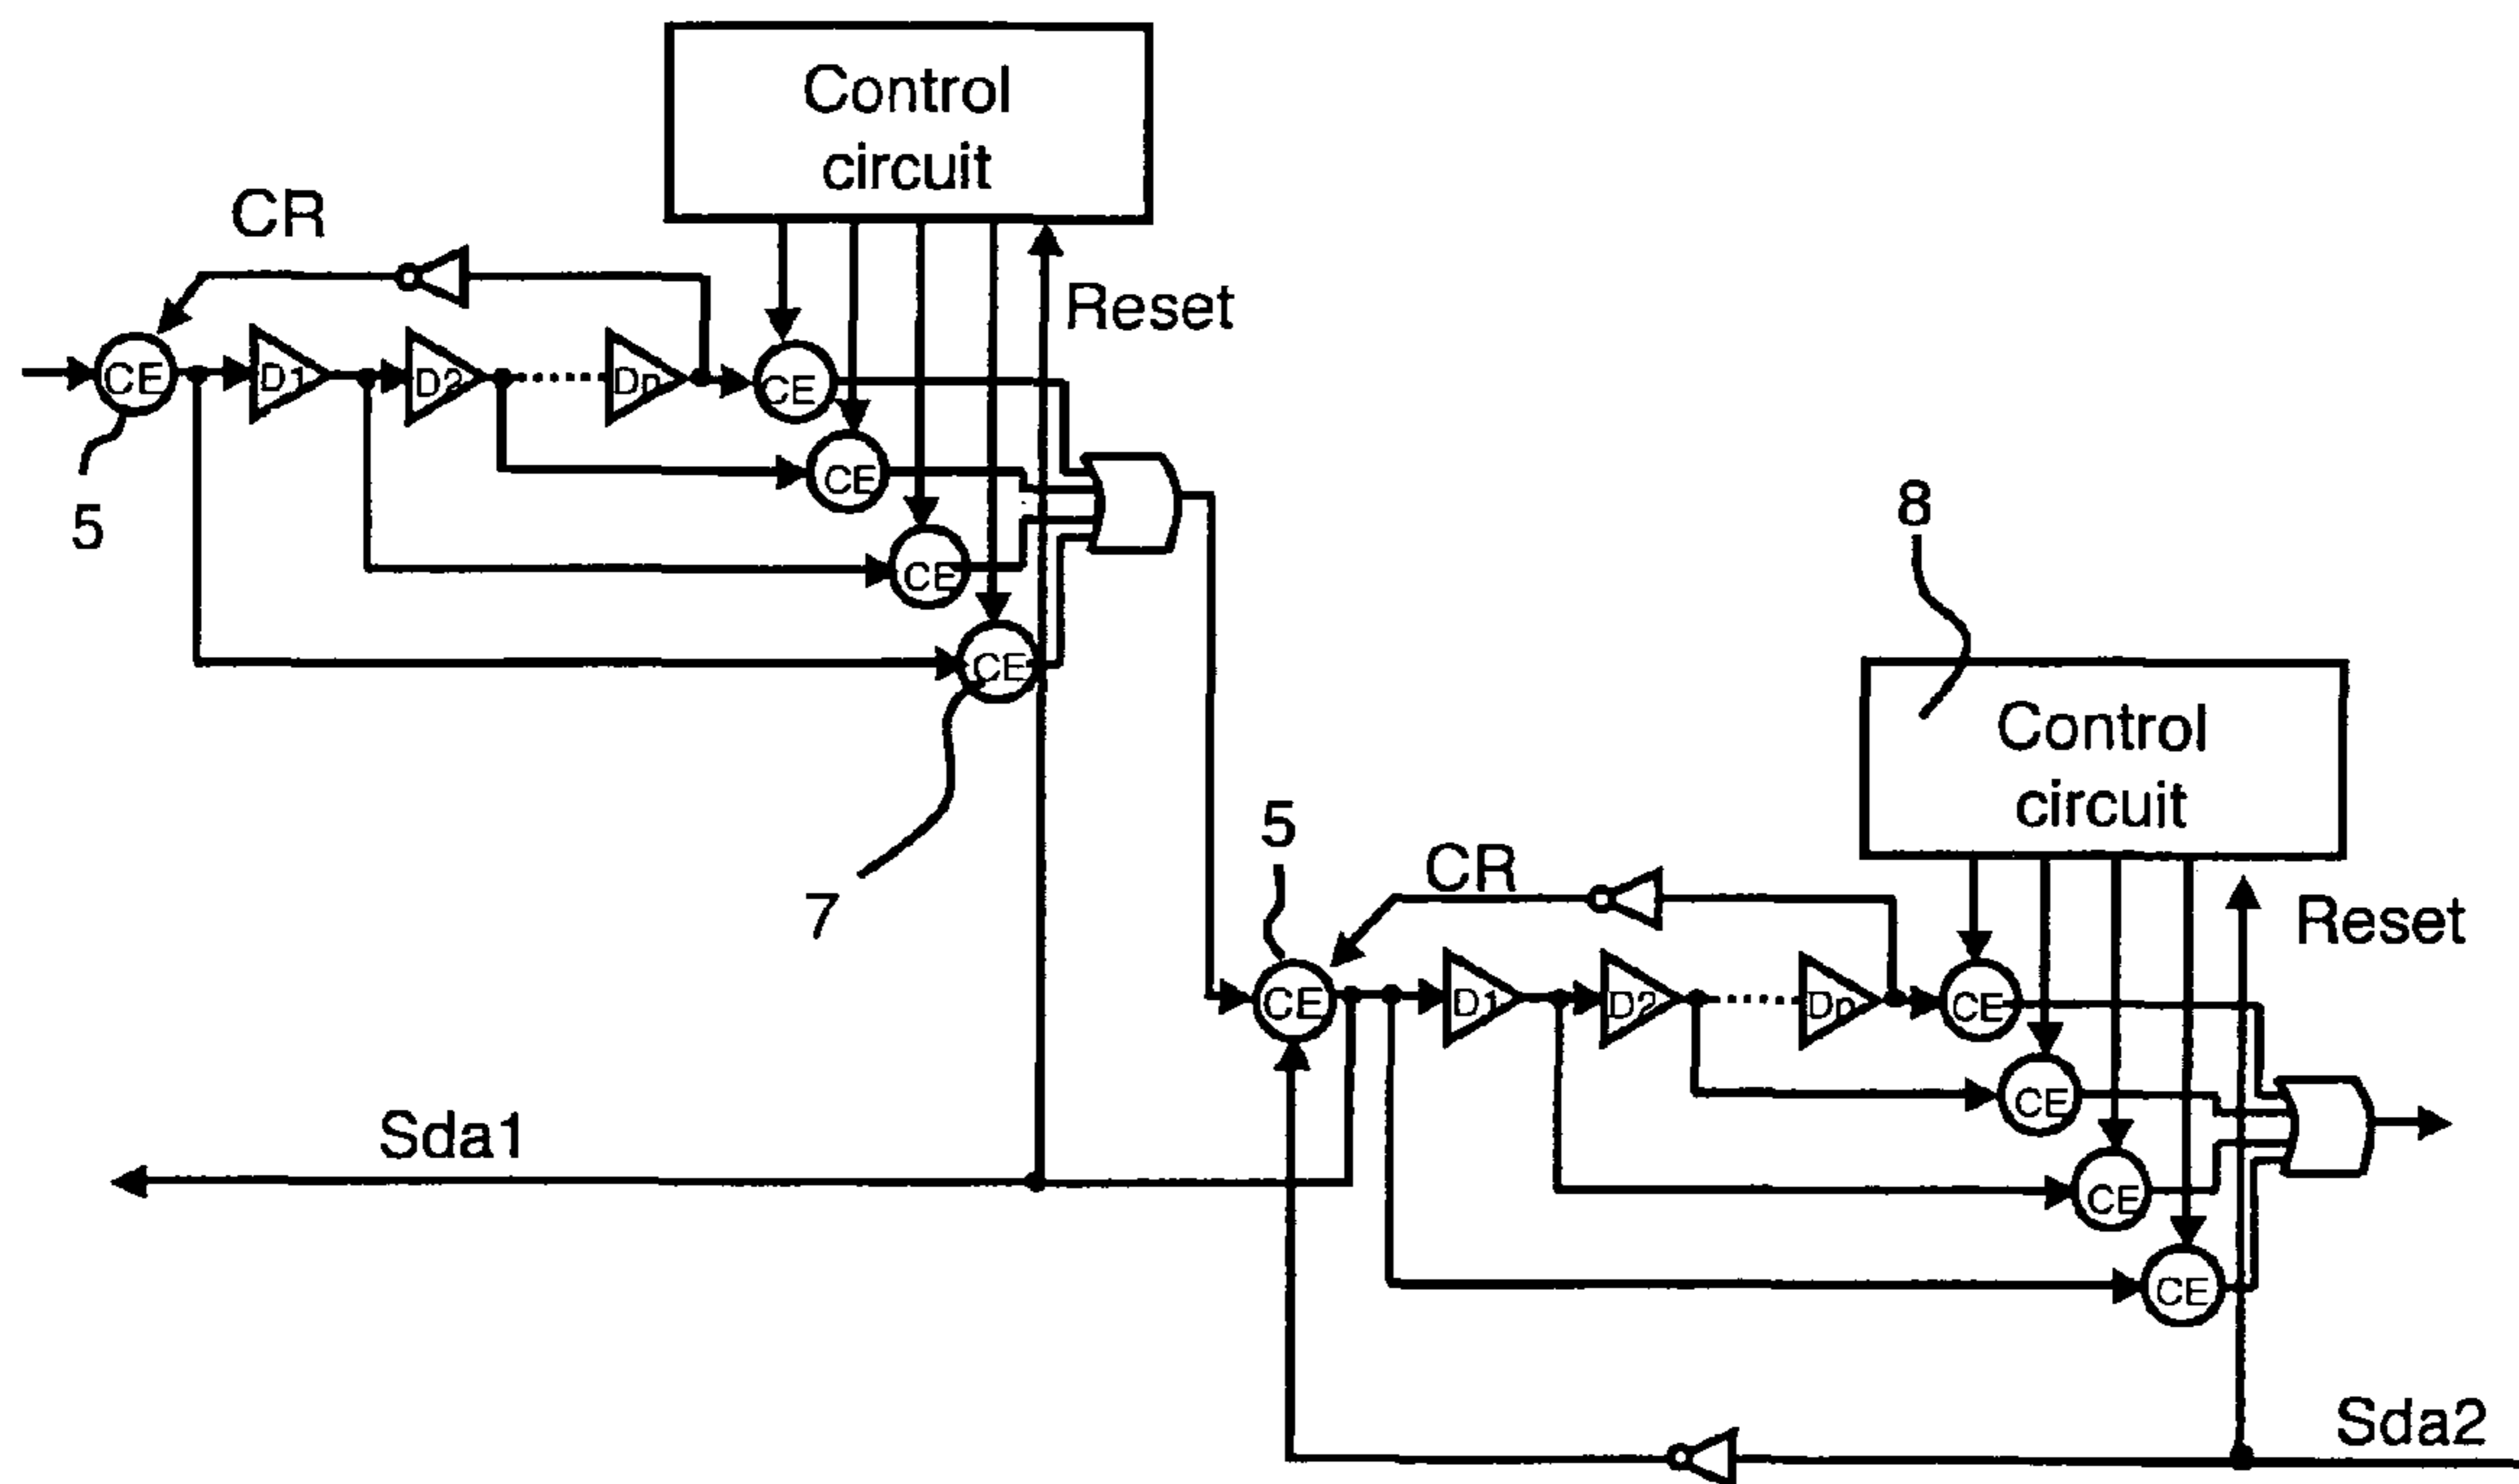 Control
circuit
CR
Reset
CE D1 D2 Dp CE
CE
5
CE
CE
8
7
Control
circuit
5
CR
Reset
CE D1 D2 Dp CE
CE
Sda1
CE
CE
Sda2